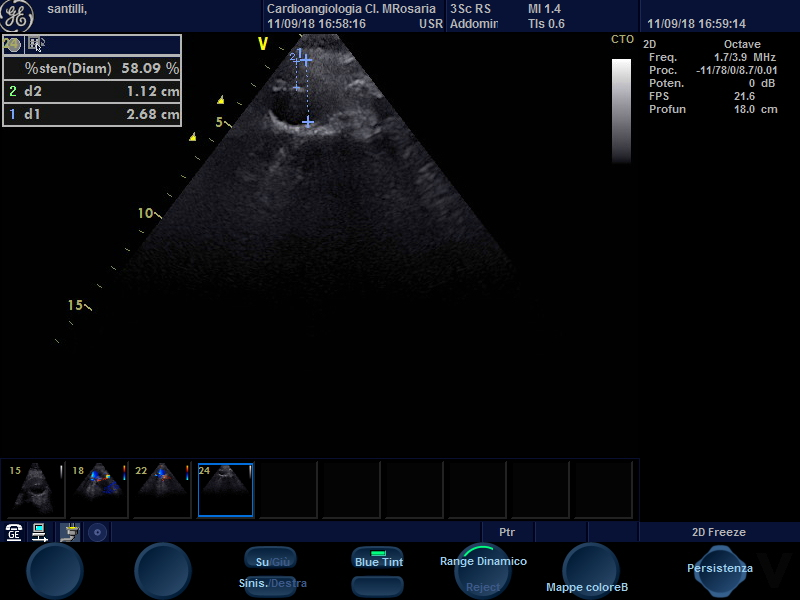 santilli,
Cardioangiologia Cl. MRosaria
11/09/18 16:58:16 USR
3Sc RS
Addomin
MI 1.4
TIs 0.6
11/09/18 16:59:14
%sten(Diam) 58.09 %
2 d2 1.12 cm
1 d1 2.68 cm
V
2 1
5
10
15
CTO
2D Octave
Freq. 1.7/3.9 MHz
Proc. -11/78/0/8.7/0.01
Poten. 0 dB
FPS 21.6
Profun 18.0 cm
15 18 22 24
GE
Ptr
2D Freeze
Su/Giù
Sinis./Destra
Blue Tint
Range Dinamico
Reject
Mappe coloreB
Persistenza
V